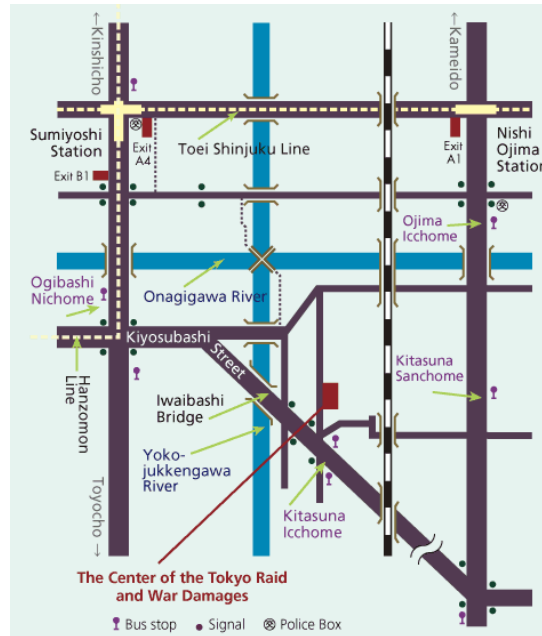 ←Kinshicho
←Kameido
Sumiyoshi
Station
Exit
A4
Toei Shinjuku Line
Exit
A1
Nishi
Ojima
Station
Exit B1
Ojima
Icchome
Ogibashi
Nichome
Onagigawa River
Kiyosubashi
Street
Hanzomon
Line
Iwaibashi
Bridge
Kitasuna
Sanchome
Yoko-
jukkengawa
River
Kitasuna
Icchome
Toyocho→
The Center of the Tokyo Raid
and War Damages
Bus stop
Signal
Police Box